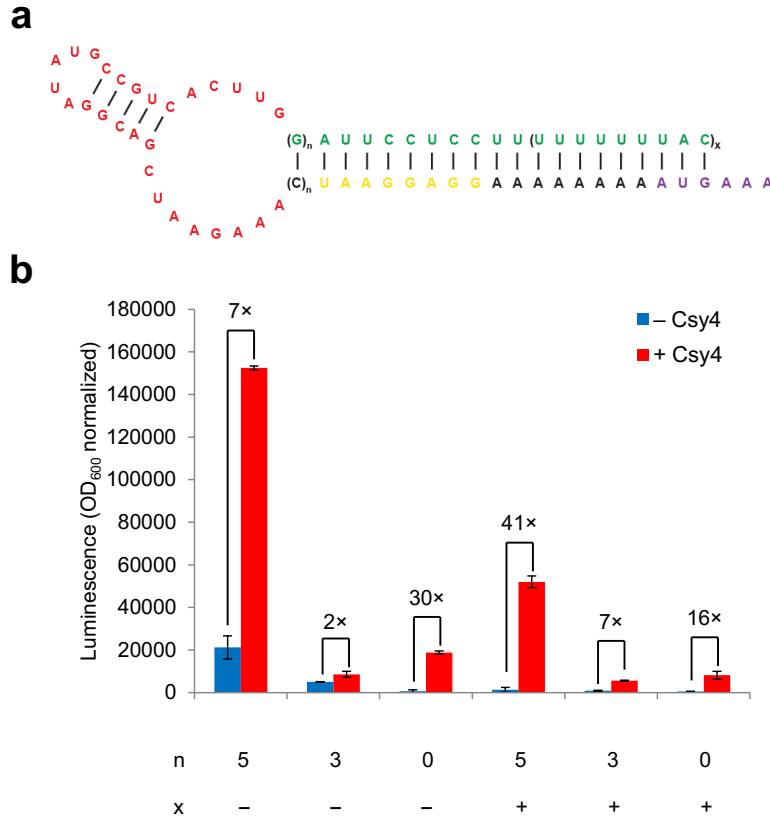 a
A U G C C G U C A C U U G
U A G G C A G C U A A G A A A
(G)n A U U C C U C C U U (U U U U U U A C)x
(C)n U A A G G A G G A A A A A A A A U G A A A
b
180000
160000
140000
120000
100000
80000
60000
40000
20000
0
Luminescence (OD600 normalized)
– Csy4
+ Csy4
7×
2×
30×
41×
7×
16×
n 5 3 0 5 3 0
x – – – + + +